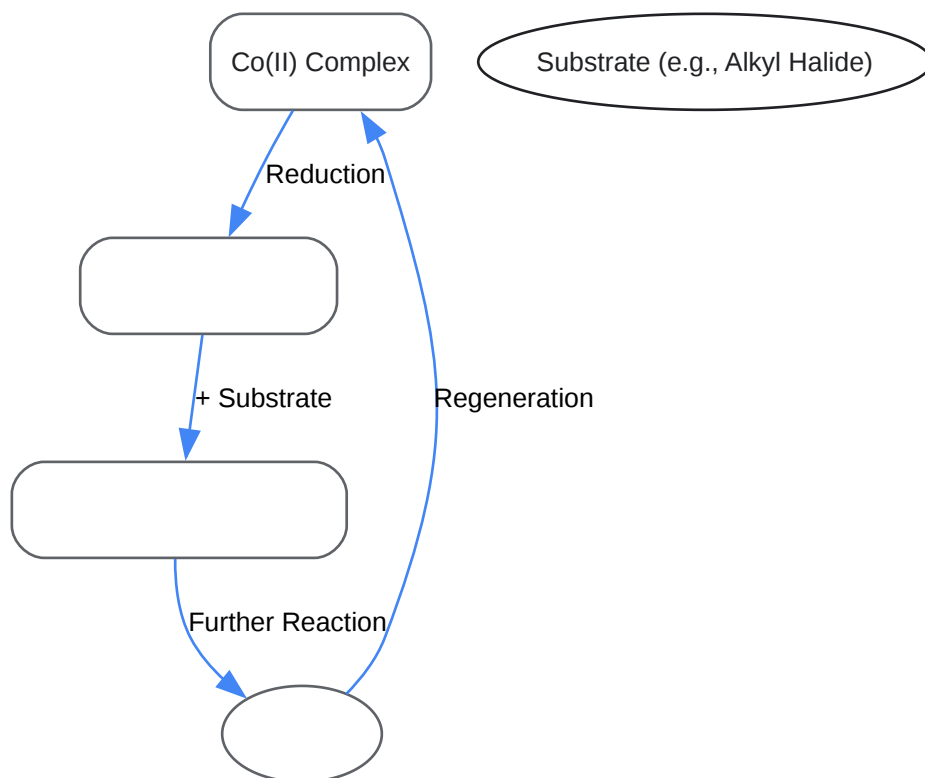 Co(II) Complex
Substrate (e.g., Alkyl Halide)
Reduction
+ Substrate
Regeneration
Further Reaction